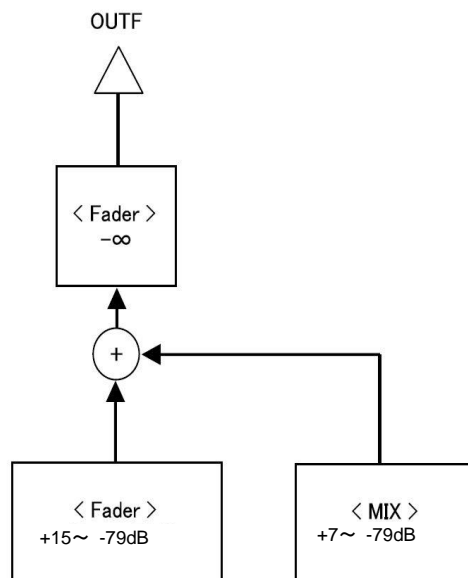 OUTF
< Fader >
-∞
+
< Fader >
+15～ -79dB
< MIX >
+7～ -79dB